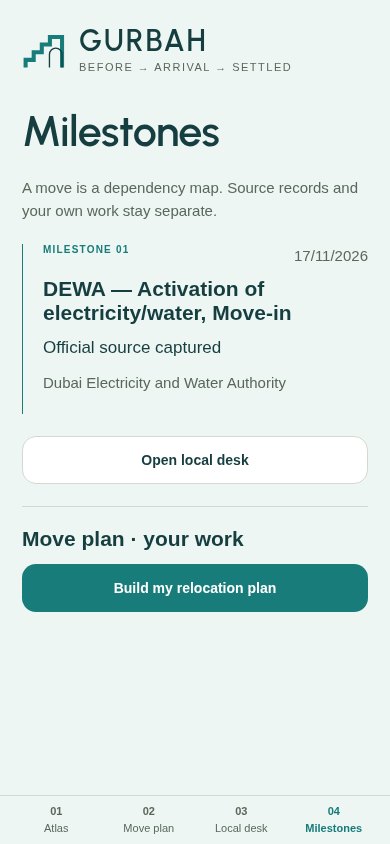 GURBAH
BEFORE → ARRIVAL → SETTLED
Milestones
A move is a dependency map. Source records and
your own work stay separate.
MILESTONE 01
17/11/2026
DEWA — Activation of
electricity/water, Move-in
Official source captured
Dubai Electricity and Water Authority
Open local desk
Move plan · your work
Build my relocation plan
01
Atlas
02
Move plan
03
Local desk
04
Milestones